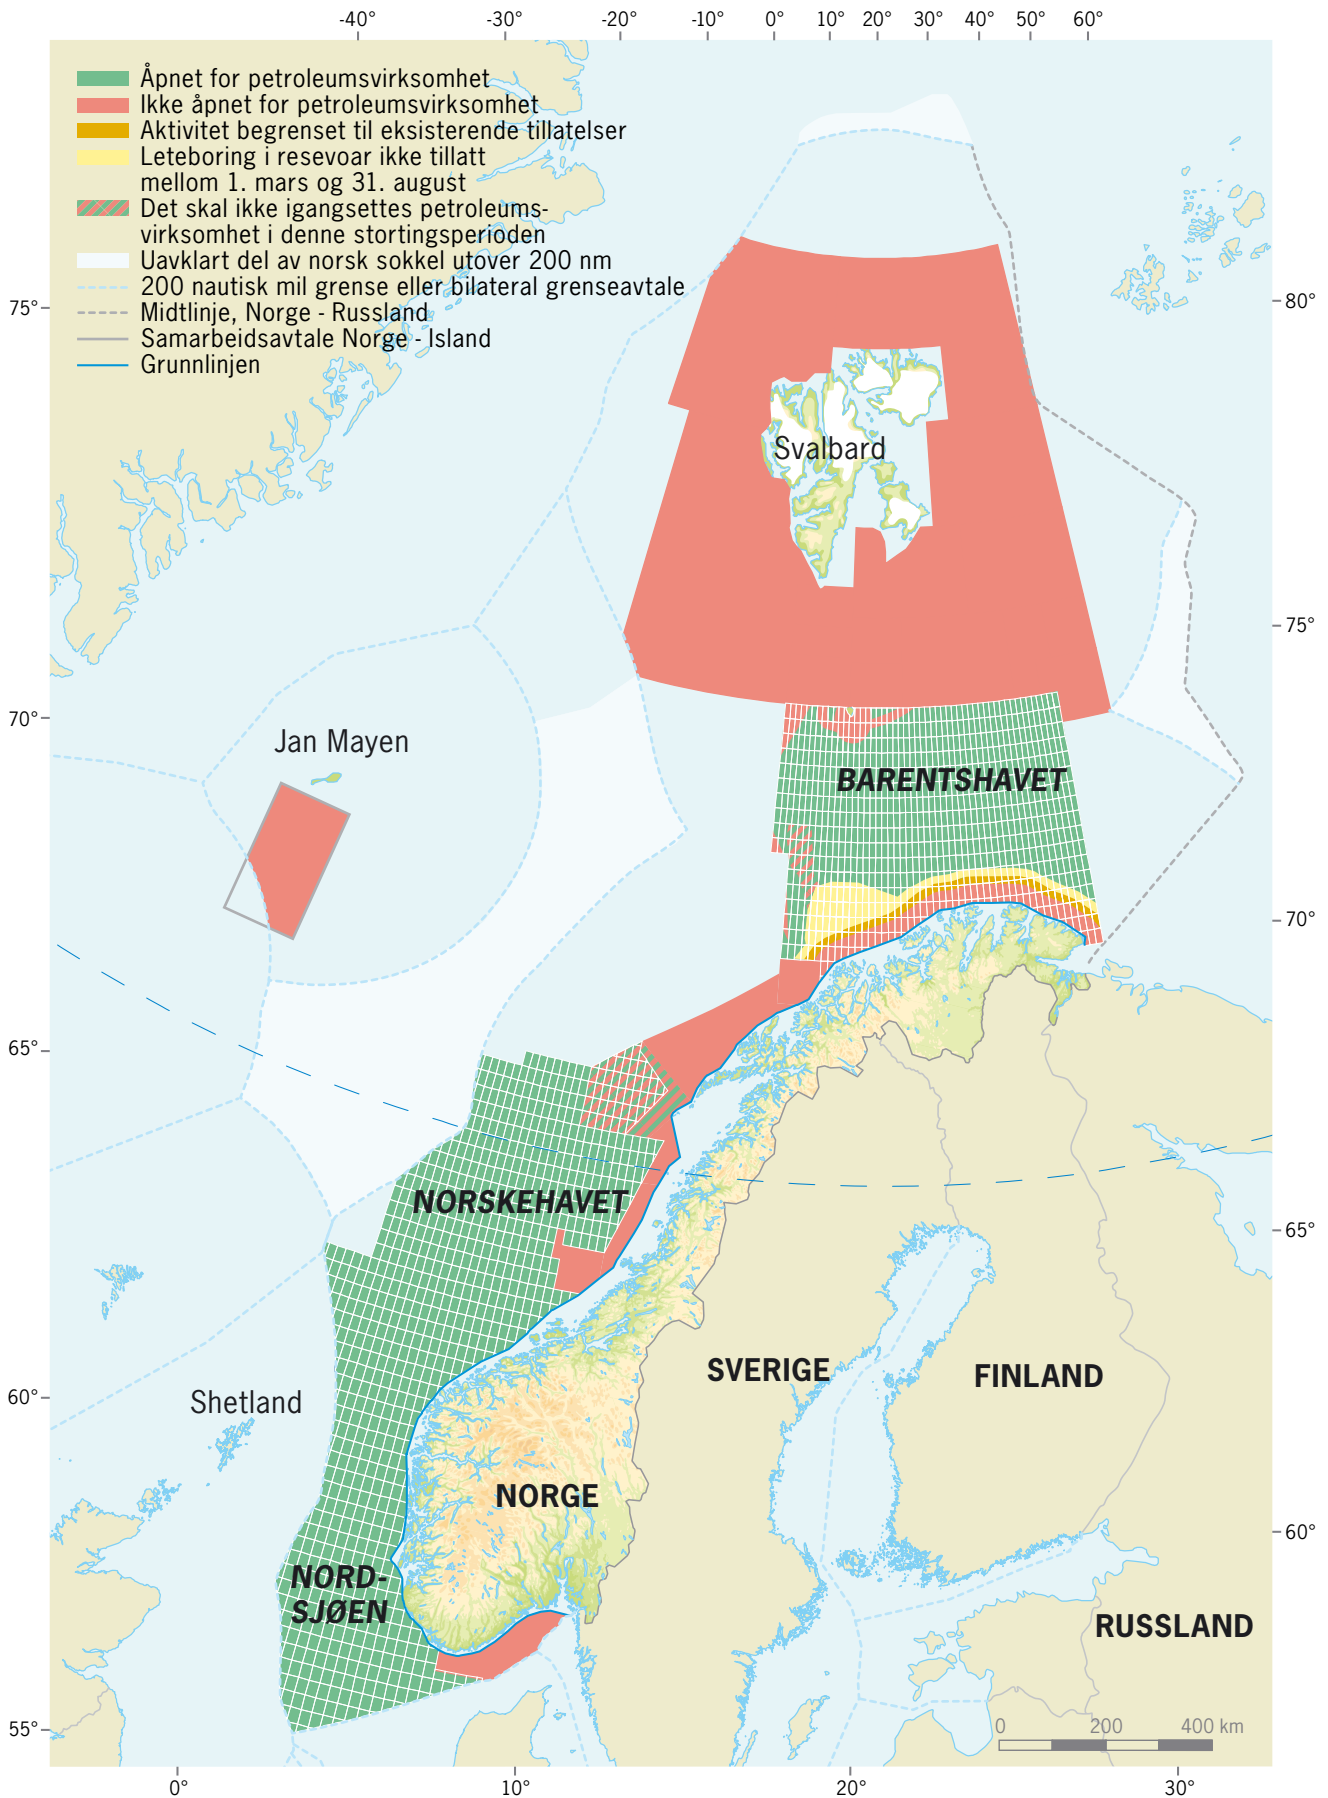 -40° -30° -20° -10° 0° 10° 20° 30° 40° 50° 60°
Åpnet for petroleumsvirksomhet
Ikke åpnet for petroleumsvirksomhet
Aktivitet begrenset til eksisterende tillatelser
Leteboring i resevoar ikke tillatt
mellom 1. mars og 31. august
Det skal ikke igangsettes petroleums-
virksomhet i denne stortingsperioden
Uavklart del av norsk sokkel utover 200 nm
200 nautisk mil grense eller bilateral grenseavtale
Midtlinje, Norge - Russland
Samarbeidsavtale Norge - Island
Grunnlinjen
75°
80°
Svalbard
75°
70°
Jan Mayen
BARENTSHAVET
70°
65°
NORSKEHAVET
65°
SVERIGE
FINLAND
60°
Shetland
NORGE
60°
NORD-
SJØEN
RUSSLAND
55°
0 200 400 km
0° 10° 20° 30°